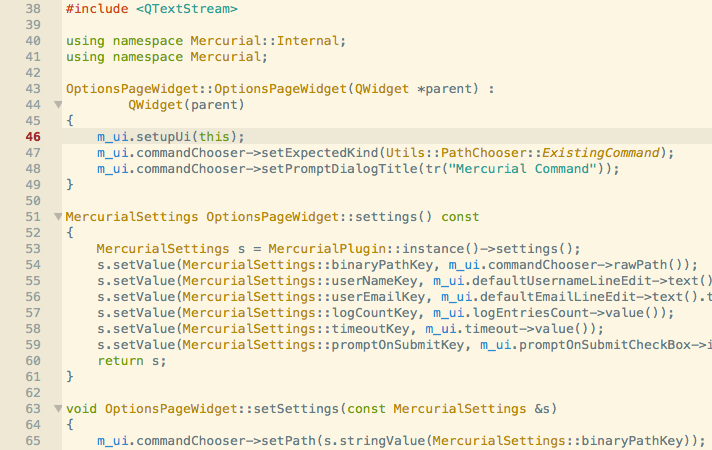 38 #include <QTextStream>
39
40 using namespace Mercurial::Internal;
41 using namespace Mercurial;
42
43 OptionsPageWidget::OptionsPageWidget(QWidget *parent) :
44         QWidget(parent)
45 {
46     m_ui.setupUi(this);
47     m_ui.commandChooser->setExpectedKind(Utils::PathChooser::ExistingCommand);
48     m_ui.commandChooser->setPromptDialogTitle(tr("Mercurial Command"));
49 }
50
51 MercurialSettings OptionsPageWidget::settings() const
52 {
53     MercurialSettings s = MercurialPlugin::instance()->settings();
54     s.setValue(MercurialSettings::binaryPathKey, m_ui.commandChooser->rawPath());
55     s.setValue(MercurialSettings::userNameKey, m_ui.defaultUsernameLineEdit->text()
56     s.setValue(MercurialSettings::userEmailKey, m_ui.defaultEmailLineEdit->text().t
57     s.setValue(MercurialSettings::logCountKey, m_ui.logEntriesCount->value());
58     s.setValue(MercurialSettings::timeoutKey, m_ui.timeout->value());
59     s.setValue(MercurialSettings::promptOnSubmitKey, m_ui.promptOnSubmitCheckBox->i
60     return s;
61 }
62
63 void OptionsPageWidget::setSettings(const MercurialSettings &s)
64 {
65     m_ui.commandChooser->setPath(s.stringValue(MercurialSettings::binaryPathKey));